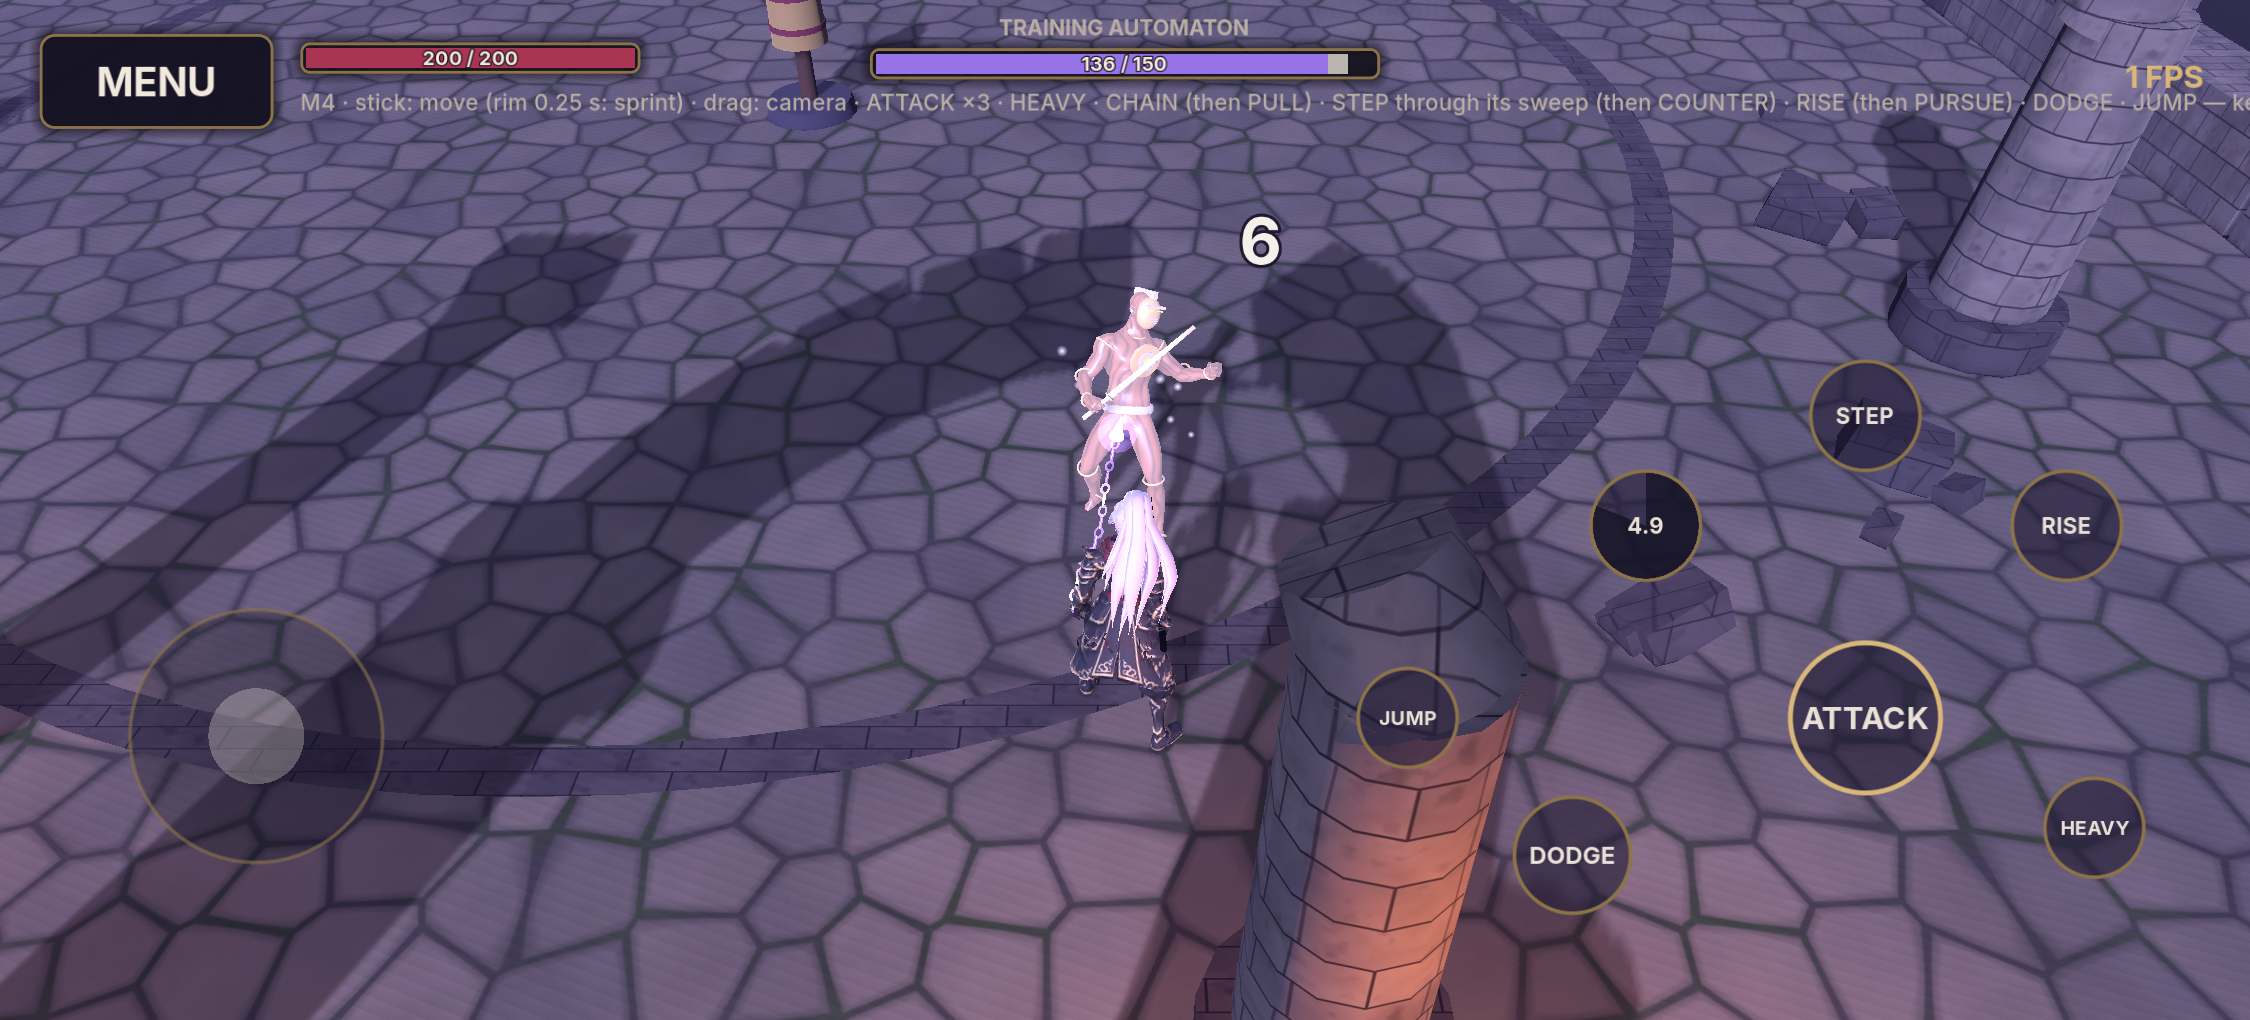 TRAINING AUTOMATON
MENU
200 / 200
136 / 150
1 FPS
M4 · stick: move (rim 0.25 s: sprint) · drag: camera · ATTACK ×3 · HEAVY · CHAIN (then PULL) · STEP through its sweep (then COUNTER) · RISE (then PURSUE) · DODGE · JUMP —
6
STEP
4.9
RISE
JUMP
ATTACK
HEAVY
DODGE